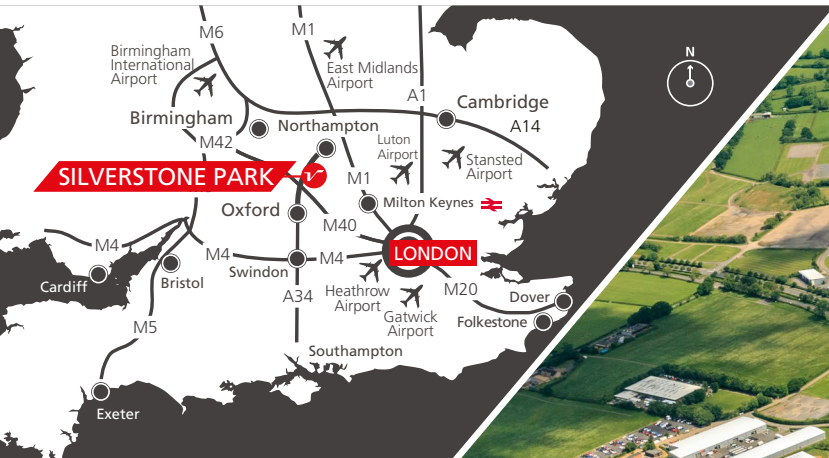 M6
M1
N
Birmingham
International
Airport
East Midlands
Airport
A1
Cambridge
A14
Birmingham
Northampton
M42
Luton
Airport
Stansted
Airport
SILVERSTONE PARK
M1
Milton Keynes
Oxford
M40
M4
M4
Swindon
M4
LONDON
Cardiff
Bristol
A34
Heathrow
Airport
M20
Gatwick
Airport
Dover
Folkestone
M5
Southampton
Exeter